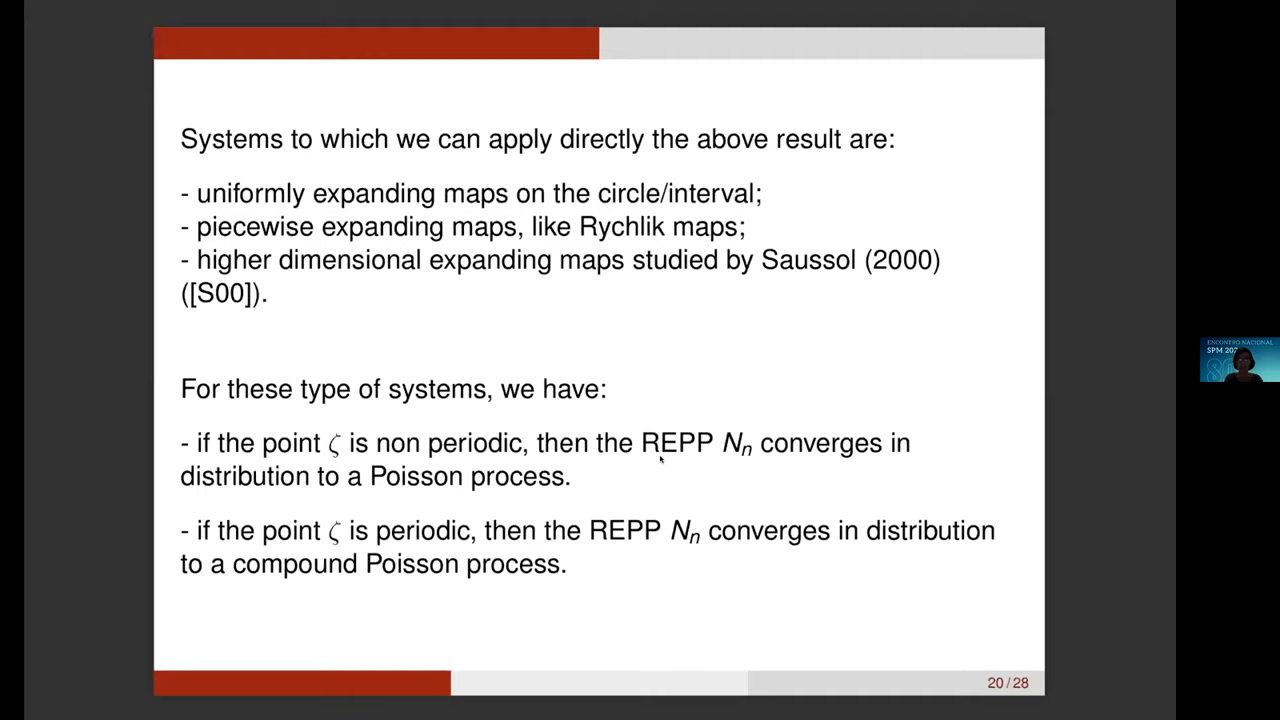 Systems to which we can apply directly the above result are:
- uniformly expanding maps on the circle/interval;
- piecewise expanding maps, like Rychlik maps;
- higher dimensional expanding maps studied by Saussol (2000)
([S00]).
For these type of systems, we have:
- if the point ζ is non periodic, then the REPP Nₙ converges in
distribution to a Poisson process.
- if the point ζ is periodic, then the REPP Nₙ converges in distribution
to a compound Poisson process.
20 / 28
ENCONTRO NACIONAL
SPM